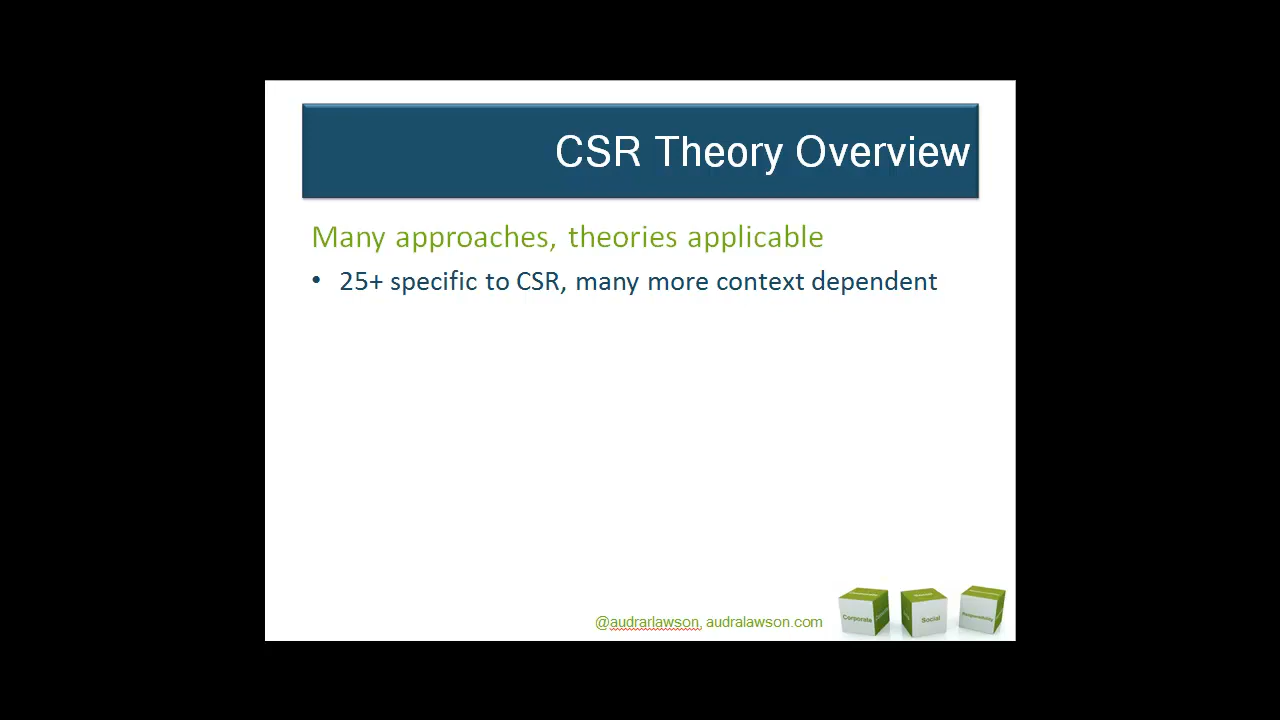 CSR Theory Overview
Many approaches, theories applicable
• 25+ specific to CSR, many more context dependent
@audrarlawson, audralawson.com
Corporate
Social
Responsibility